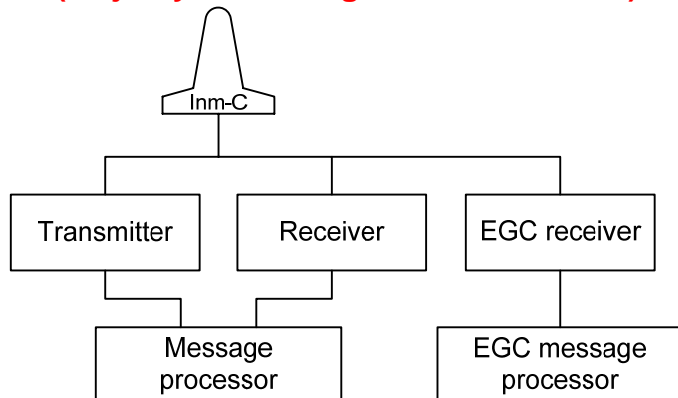 Inm-C
Transmitter
Receiver
EGC receiver
Message
processor
EGC message
processor